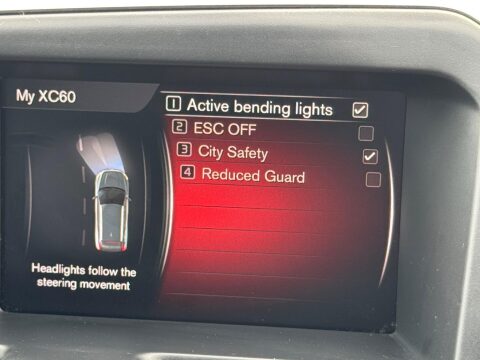 My XC60
1 Active bending lights
2 ESC OFF
3 City Safety
4 Reduced Guard
Headlights follow the
steering movement